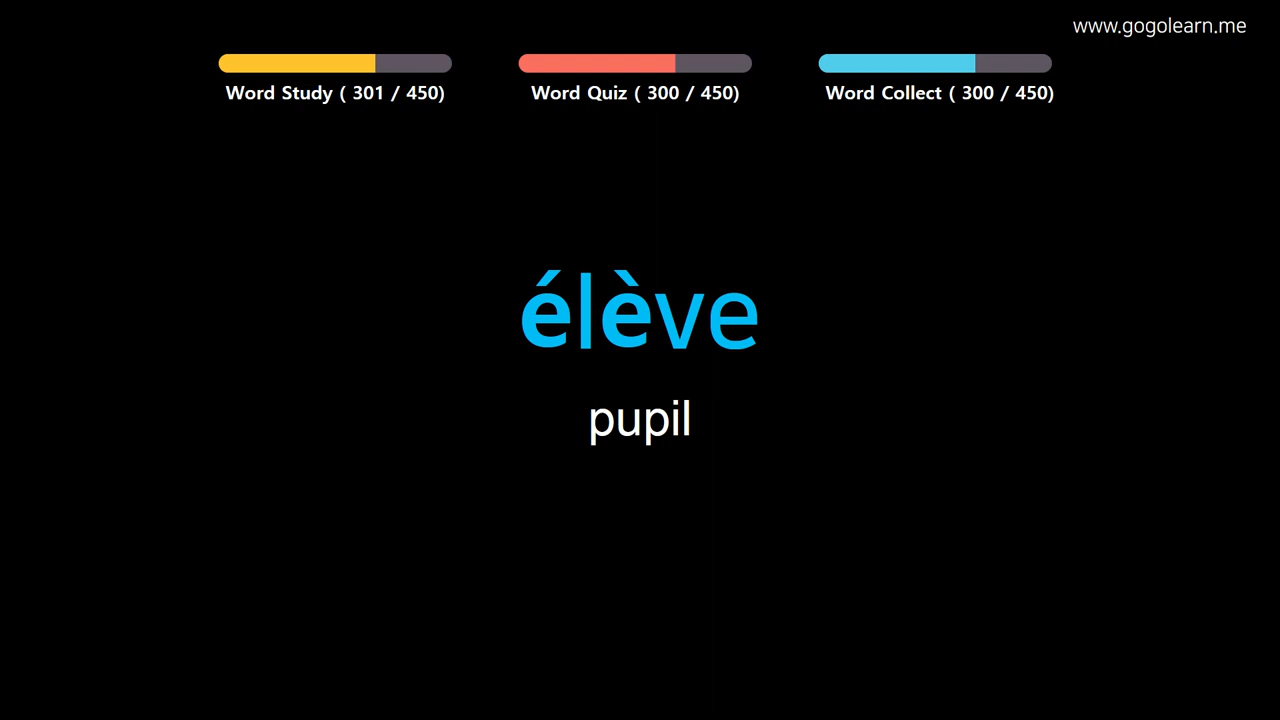 www.gogolearn.me
Word Study ( 301 / 450)
Word Quiz ( 300 / 450)
Word Collect ( 300 / 450)
élève
pupil